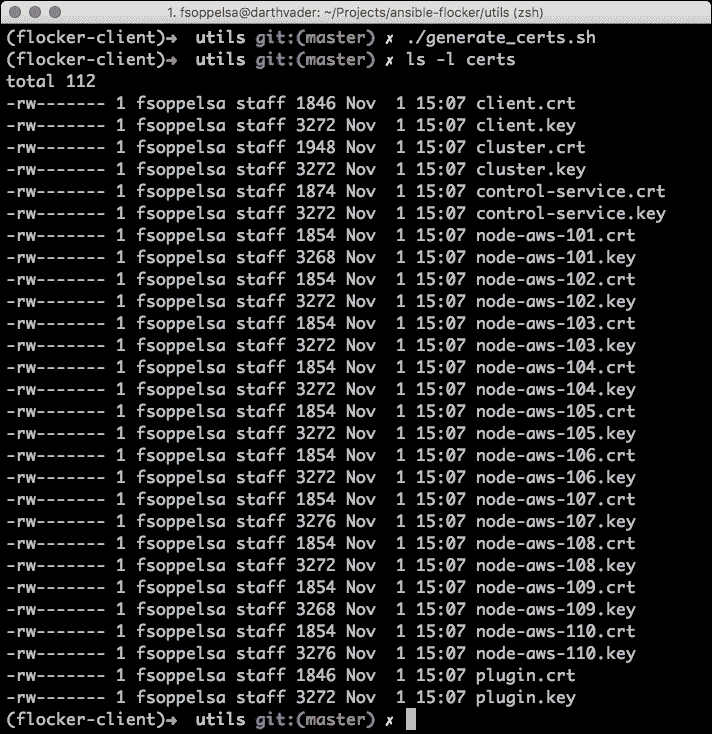 1. fsoppelsa@darthvader: ~/Projects/ansible-flocker/utils (zsh)
(flocker-client)➜  utils git:(master) ✗ ./generate_certs.sh
(flocker-client)➜  utils git:(master) ✗ ls -l certs
total 112
-rw------- 1 fsoppelsa staff 1846 Nov  1 15:07 client.crt
-rw------- 1 fsoppelsa staff 3272 Nov  1 15:07 client.key
-rw------- 1 fsoppelsa staff 1948 Nov  1 15:07 cluster.crt
-rw------- 1 fsoppelsa staff 3272 Nov  1 15:07 cluster.key
-rw------- 1 fsoppelsa staff 1874 Nov  1 15:07 control-service.crt
-rw------- 1 fsoppelsa staff 3272 Nov  1 15:07 control-service.key
-rw------- 1 fsoppelsa staff 1854 Nov  1 15:07 node-aws-101.crt
-rw------- 1 fsoppelsa staff 3268 Nov  1 15:07 node-aws-101.key
-rw------- 1 fsoppelsa staff 1854 Nov  1 15:07 node-aws-102.crt
-rw------- 1 fsoppelsa staff 3272 Nov  1 15:07 node-aws-102.key
-rw------- 1 fsoppelsa staff 1854 Nov  1 15:07 node-aws-103.crt
-rw------- 1 fsoppelsa staff 3272 Nov  1 15:07 node-aws-103.key
-rw------- 1 fsoppelsa staff 1854 Nov  1 15:07 node-aws-104.crt
-rw------- 1 fsoppelsa staff 3272 Nov  1 15:07 node-aws-104.key
-rw------- 1 fsoppelsa staff 1854 Nov  1 15:07 node-aws-105.crt
-rw------- 1 fsoppelsa staff 3272 Nov  1 15:07 node-aws-105.key
-rw------- 1 fsoppelsa staff 1854 Nov  1 15:07 node-aws-106.crt
-rw------- 1 fsoppelsa staff 3272 Nov  1 15:07 node-aws-106.key
-rw------- 1 fsoppelsa staff 1854 Nov  1 15:07 node-aws-107.crt
-rw------- 1 fsoppelsa staff 3276 Nov  1 15:07 node-aws-107.key
-rw------- 1 fsoppelsa staff 1854 Nov  1 15:07 node-aws-108.crt
-rw------- 1 fsoppelsa staff 3272 Nov  1 15:07 node-aws-108.key
-rw------- 1 fsoppelsa staff 1854 Nov  1 15:07 node-aws-109.crt
-rw------- 1 fsoppelsa staff 3268 Nov  1 15:07 node-aws-109.key
-rw------- 1 fsoppelsa staff 1854 Nov  1 15:07 node-aws-110.crt
-rw------- 1 fsoppelsa staff 3276 Nov  1 15:07 node-aws-110.key
-rw------- 1 fsoppelsa staff 1846 Nov  1 15:07 plugin.crt
-rw------- 1 fsoppelsa staff 3272 Nov  1 15:07 plugin.key
(flocker-client)➜  utils git:(master) ✗